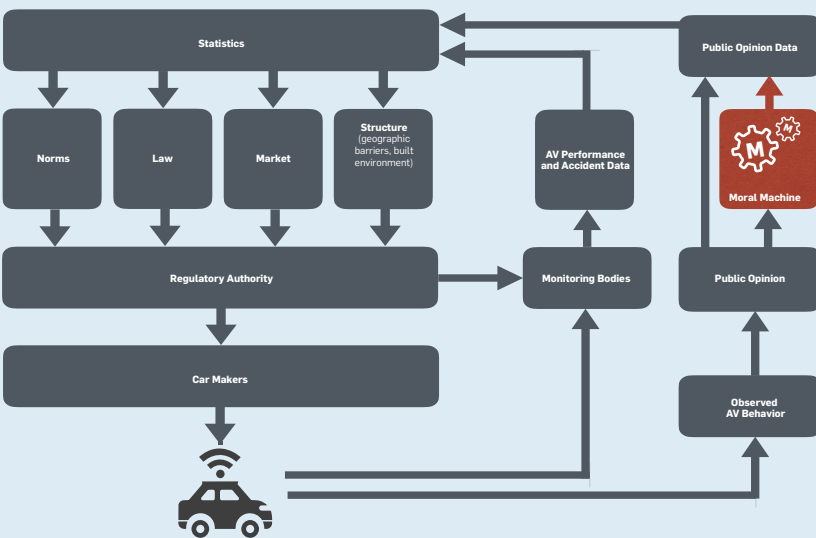 Statistics
Public Opinion Data
Norms
Law
Market
Structure
(geographic
barriers, built
environment)
AV Performance
and Accident Data
M
M
Moral Machine
Regulatory Authority
Monitoring Bodies
Public Opinion
Car Makers
Observed
AV Behavior